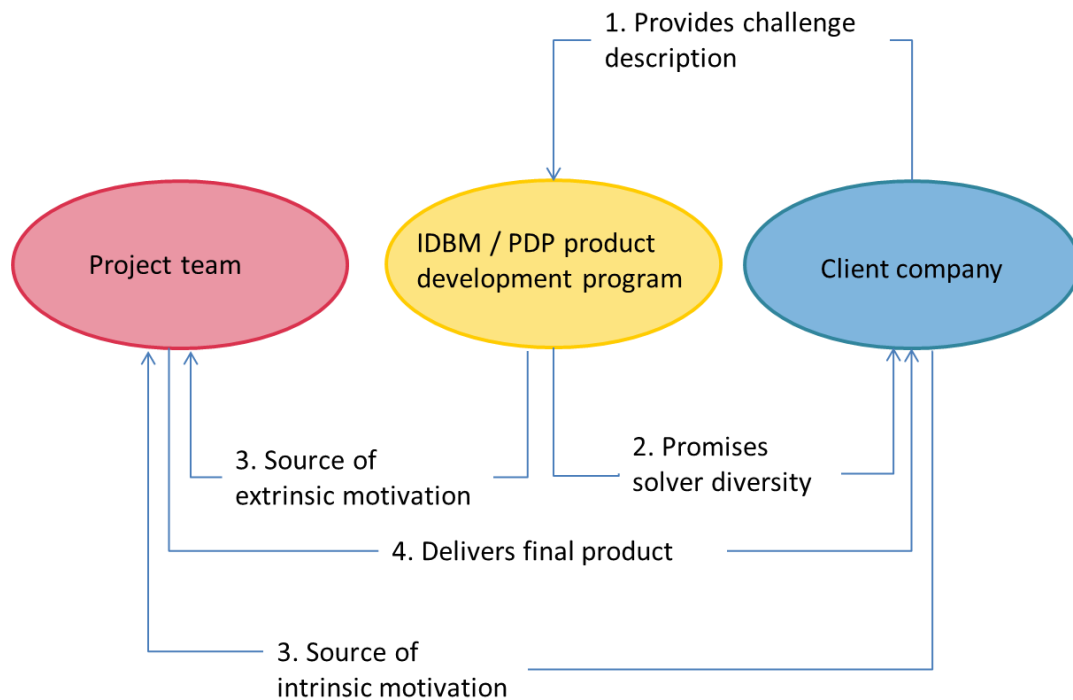 1. Provides challenge
description
Project team
IDBM / PDP product
development program
Client company
3. Source of
extrinsic motivation
2. Promises
solver diversity
4. Delivers final product
3. Source of
intrinsic motivation